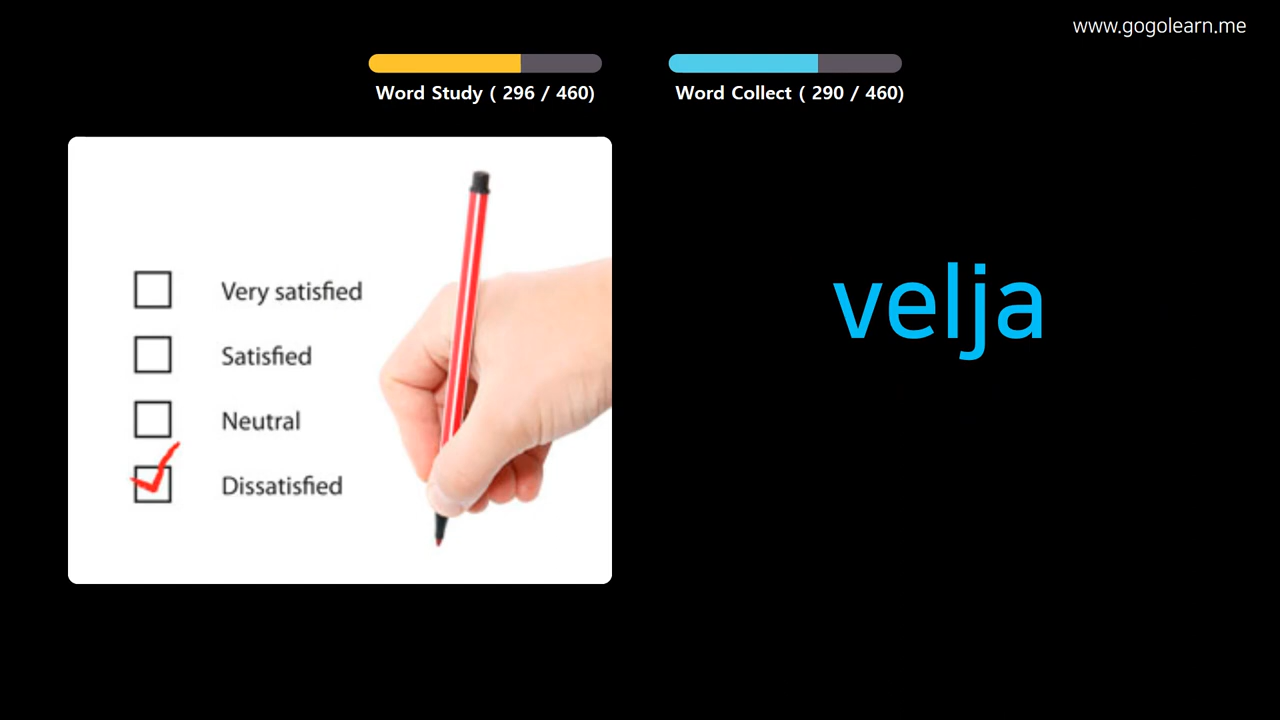 www.gogolearn.me
Word Study ( 296 / 460)
Word Collect ( 290 / 460)
velja
Very satisfied
Satisfied
Neutral
Dissatisfied